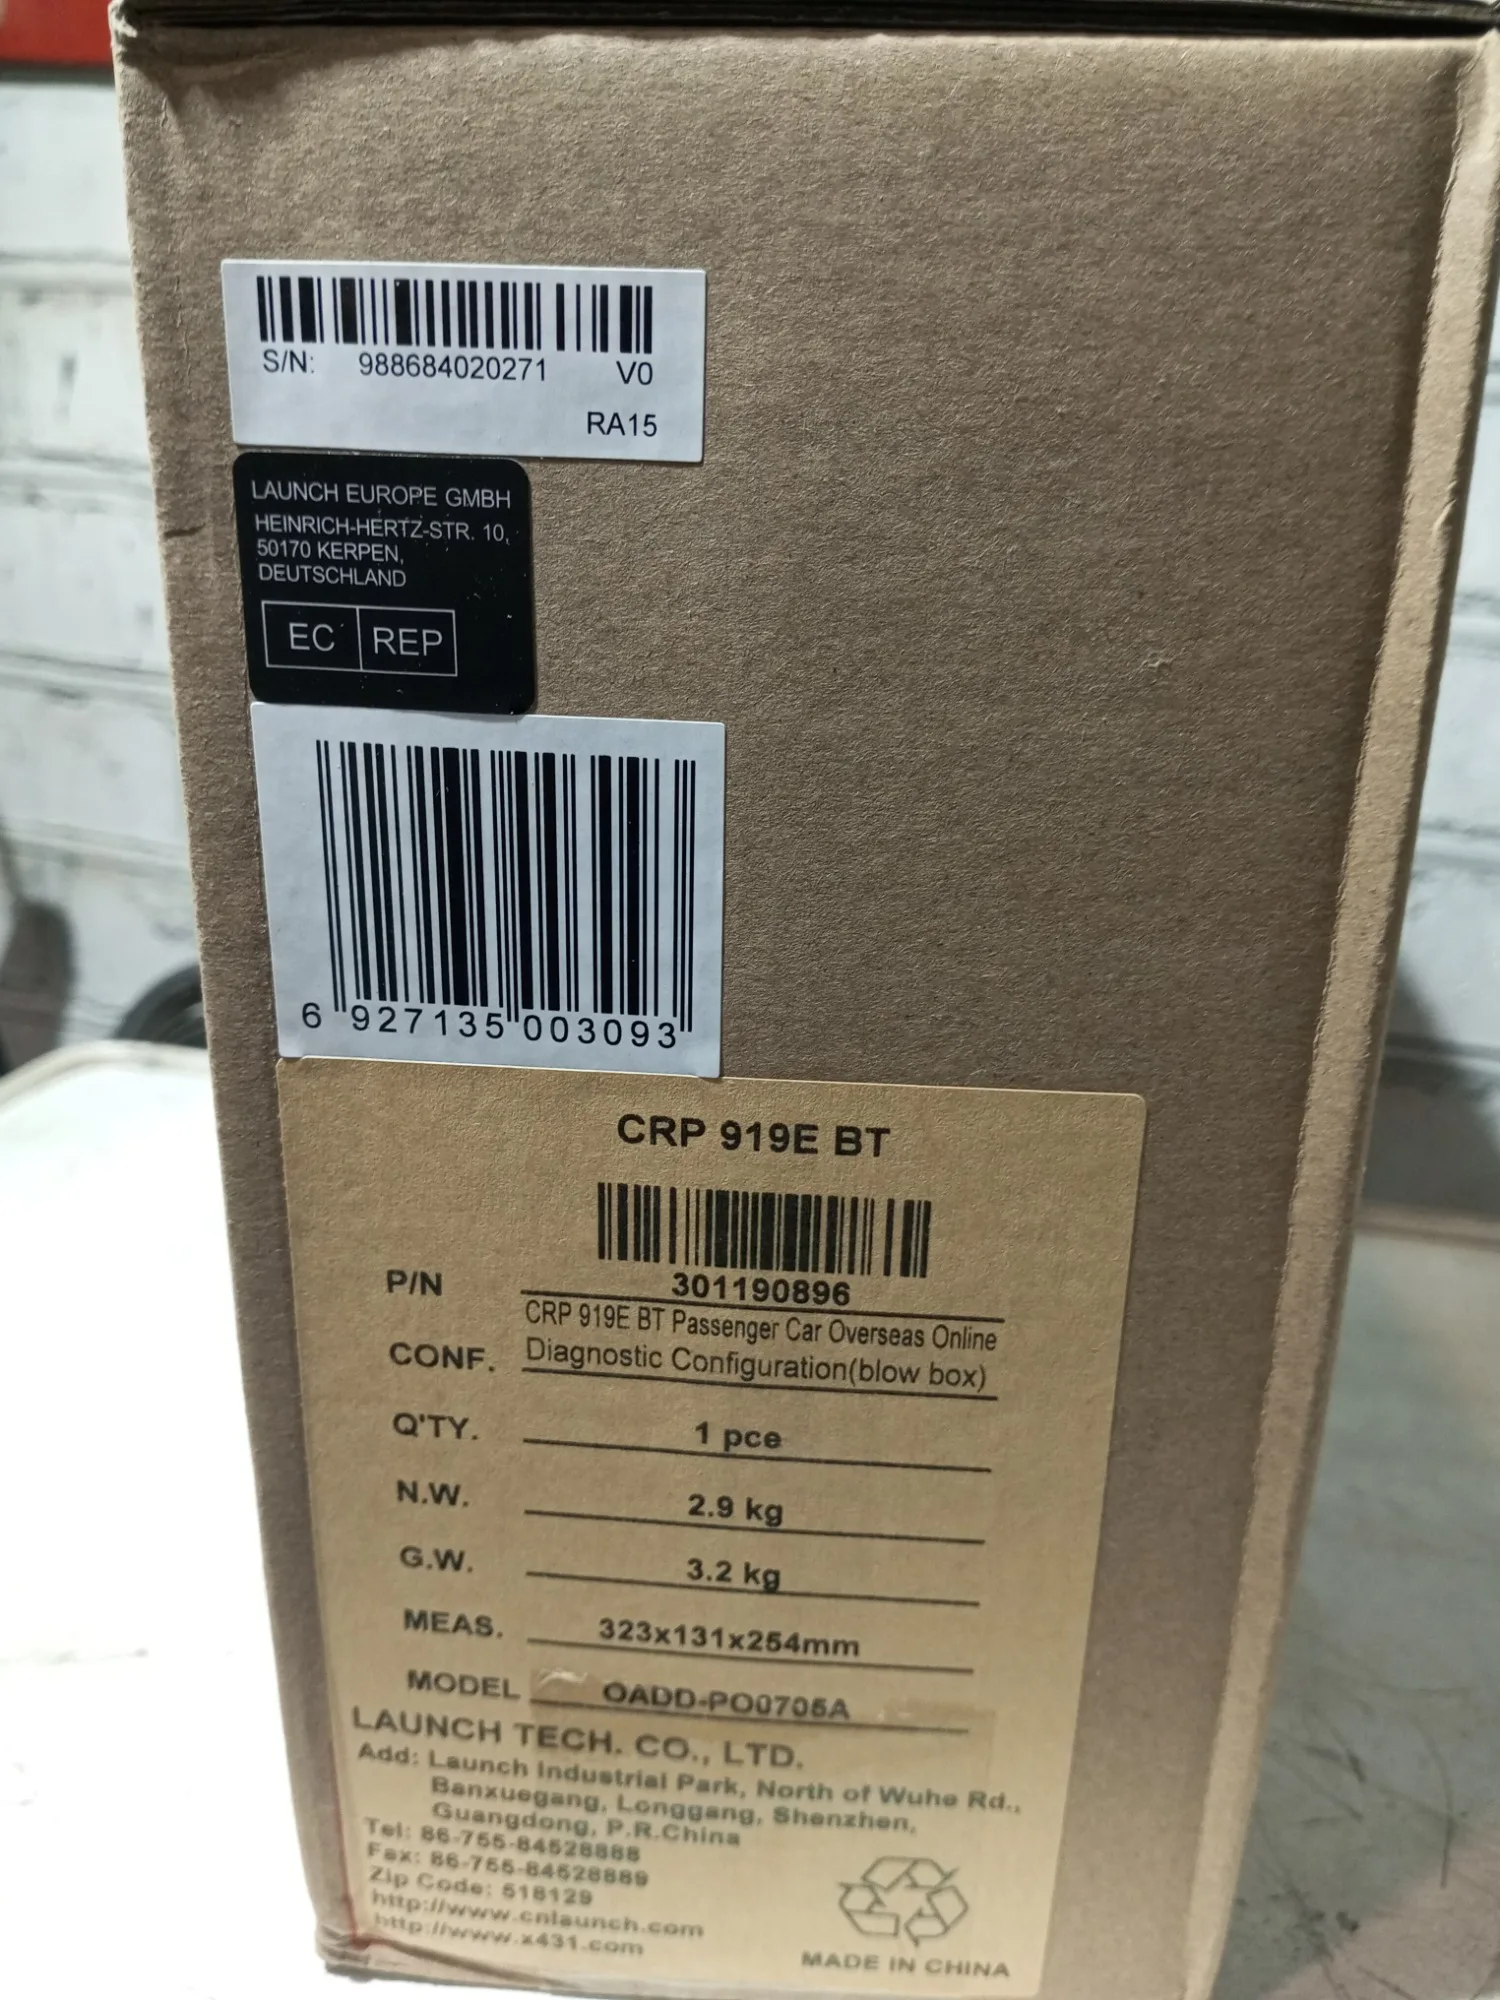 S/N: 988684020271 V0
RA15
LAUNCH EUROPE GMBH
HEINRICH-HERTZ-STR. 10,
50170 KERPEN,
DEUTSCHLAND
EC REP
6 927135 003093
CRP 919E BT
P/N 301190896
CONF. CRP 919E BT Passenger Car Overseas Online
Diagnostic Configuration(blow box)
Q'TY. 1 pce
N.W. 2.9 kg
G.W. 3.2 kg
MEAS. 323x131x254mm
MODEL OADD-PO0705A
LAUNCH TECH. CO., LTD.
Add: Launch Industrial Park, North of Wuhe Rd.,
Banxuegang, Longgang, Shenzhen,
Guangdong, P.R.China
Tel: 86-755-84528888
Fax: 86-755-84528889
Zip Code: 518129
http://www.cnlaunch.com
http://www.x431.com
MADE IN CHINA